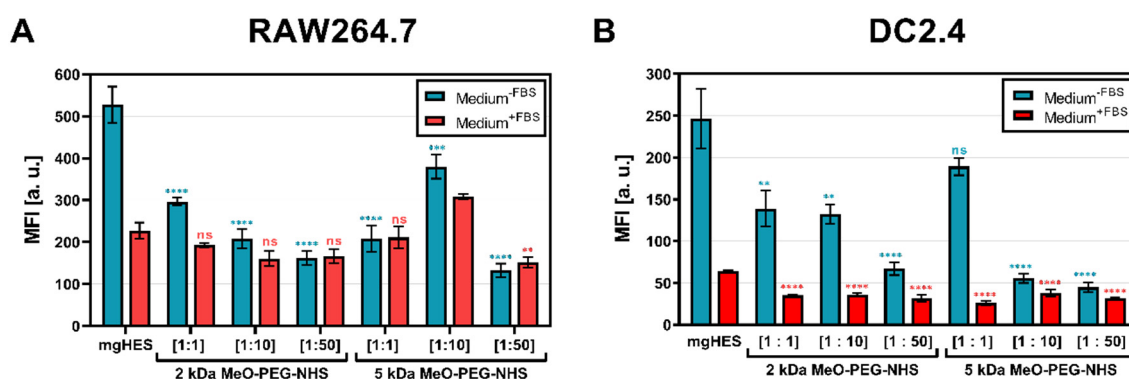 A RAW264.7
MFI [a. u.]
600
500
400
300
200
100
0
Medium-FBS
Medium+FBS
****
ns
****
ns
****
****
ns
***
****
**
mgHES [1:1] [1:10] [1:50] [1:1] [1:10] [1:50]
2 kDa MeO-PEG-NHS 5 kDa MeO-PEG-NHS
B DC2.4
MFI [a. u.]
300
250
200
150
100
50
0
Medium-FBS
Medium+FBS
**
****
**
****
****
****
ns
****
****
****
****
****
mgHES [1 : 1] [1 : 10] [1 : 50] [1 : 1] [1 : 10] [1 : 50]
2 kDa MeO-PEG-NHS 5 kDa MeO-PEG-NHS